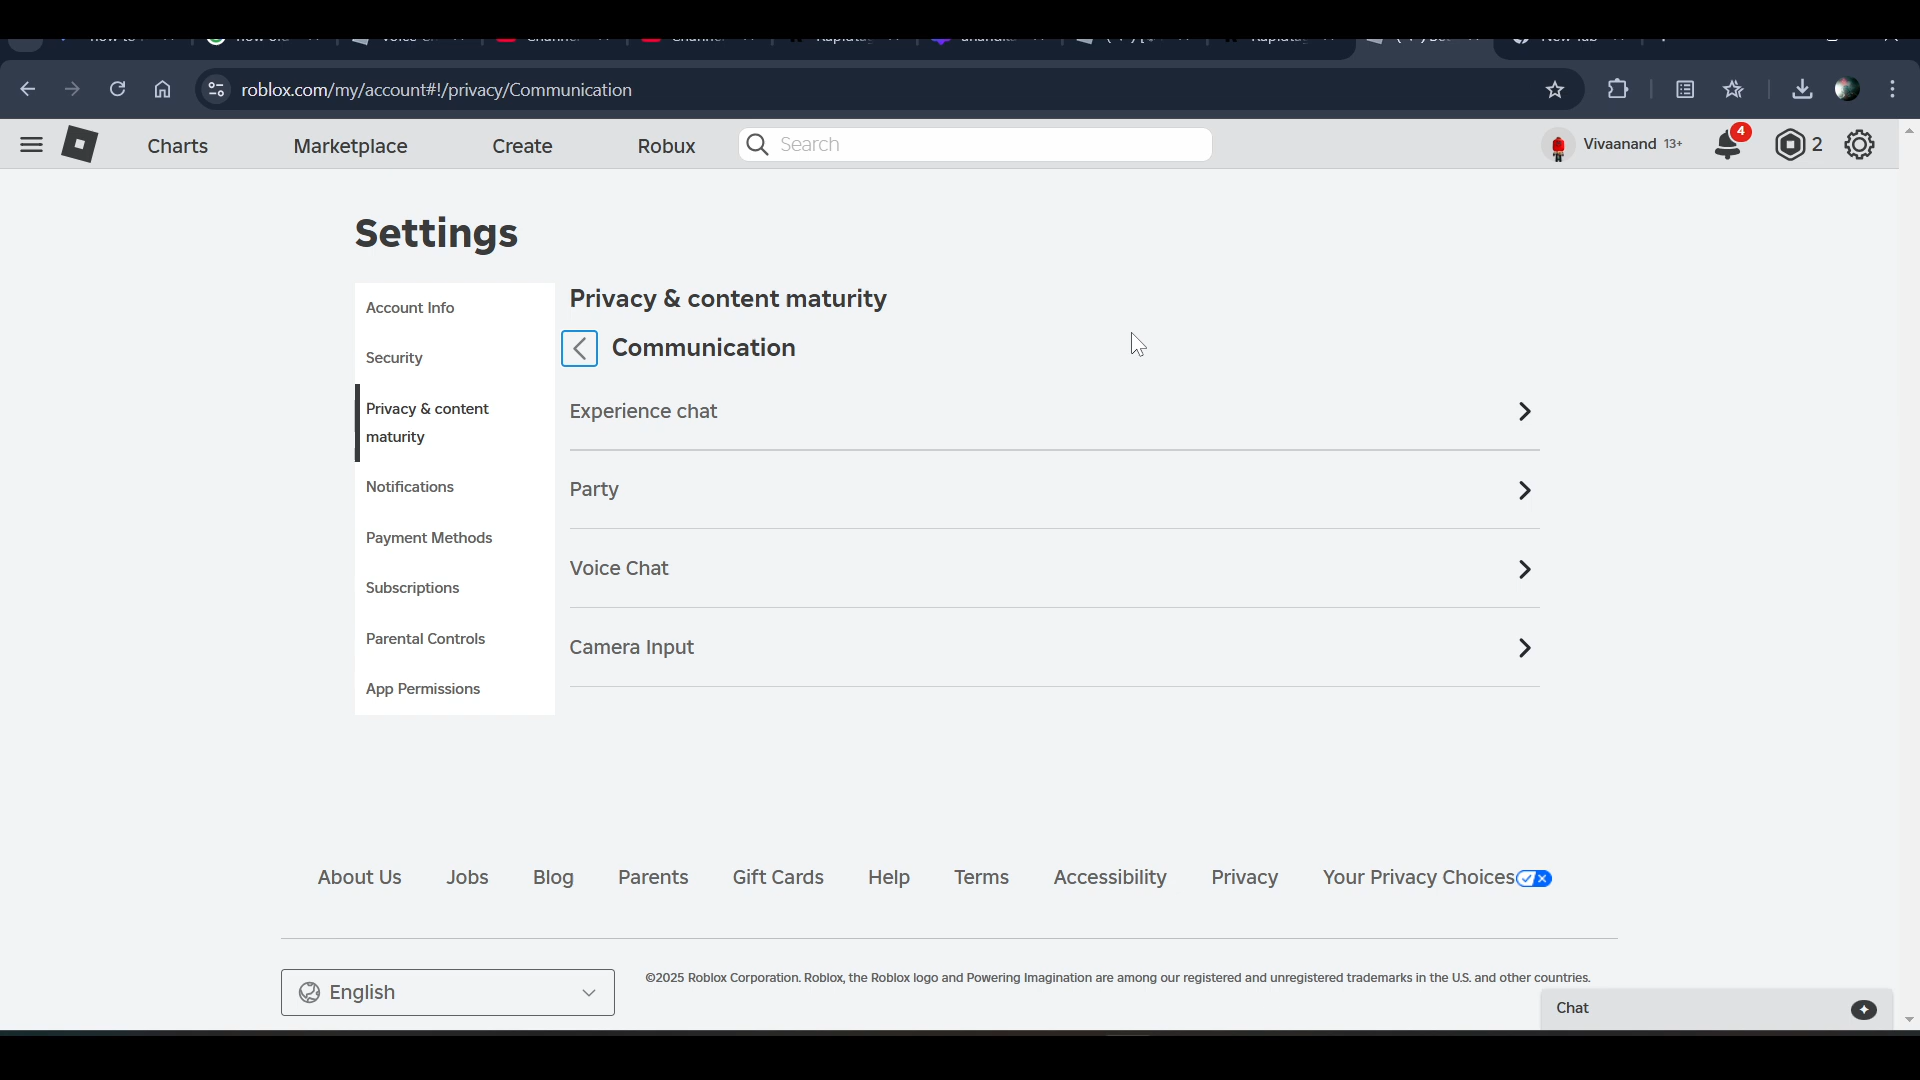 roblox.com/my/account#!/privacy/Communication
Charts
Marketplace
Create
Robux
Search
Vivaanand 13+
4
2
Settings
Account Info
Security
Privacy & content
maturity
Notifications
Payment Methods
Subscriptions
Parental Controls
App Permissions
Privacy & content maturity
Communication
Experience chat
Party
Voice Chat
Camera Input
About Us
Jobs
Blog
Parents
Gift Cards
Help
Terms
Accessibility
Privacy
Your Privacy Choices
English
©2025 Roblox Corporation. Roblox, the Roblox logo and Powering Imagination are among our registered and unregistered trademarks in the U.S. and other countries.
Chat